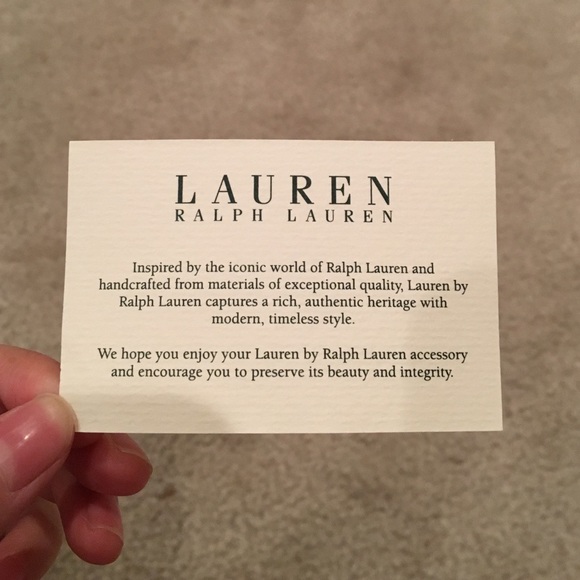 LAUREN
RALPH LAUREN
Inspired by the iconic world of Ralph Lauren and
handcrafted from materials of exceptional quality, Lauren by
Ralph Lauren captures a rich, authentic heritage with
modern, timeless style.
We hope you enjoy your Lauren by Ralph Lauren accessory
and encourage you to preserve its beauty and integrity.